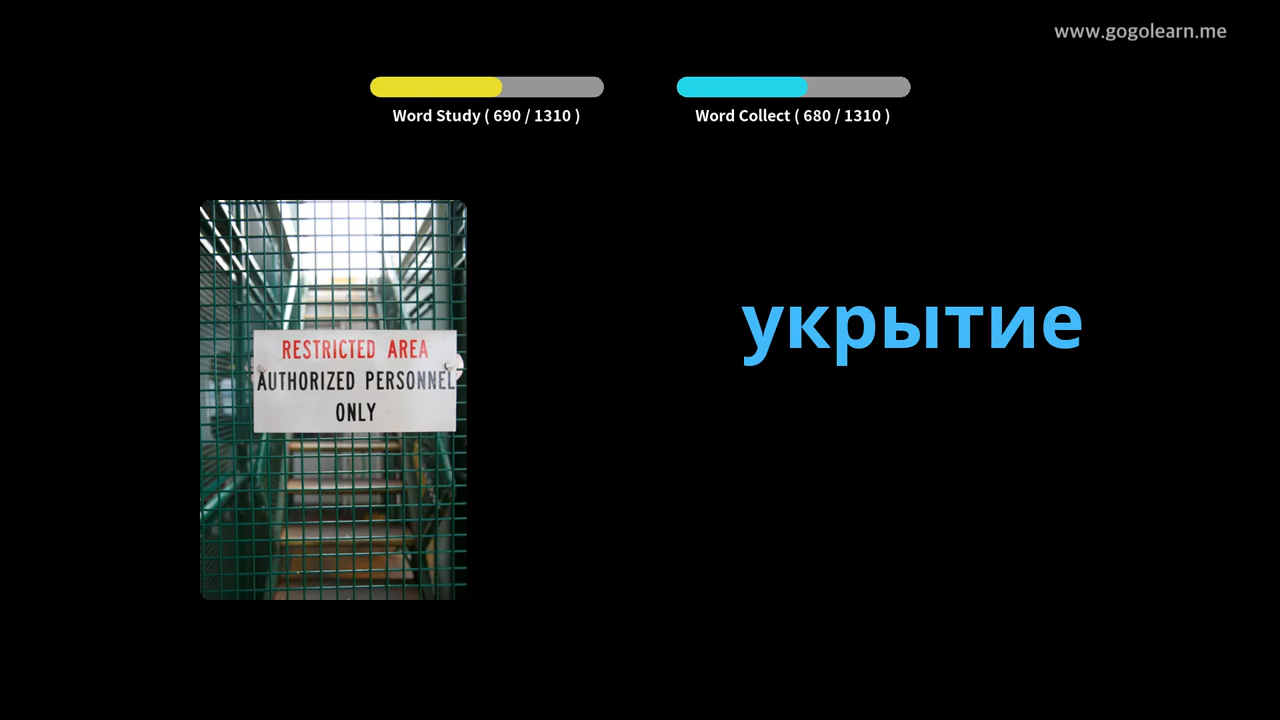 www.gogolearn.me
Word Study ( 690 / 1310 )
Word Collect ( 680 / 1310 )
RESTRICTED AREA
AUTHORIZED PERSONNEL
ONLY
укрытие